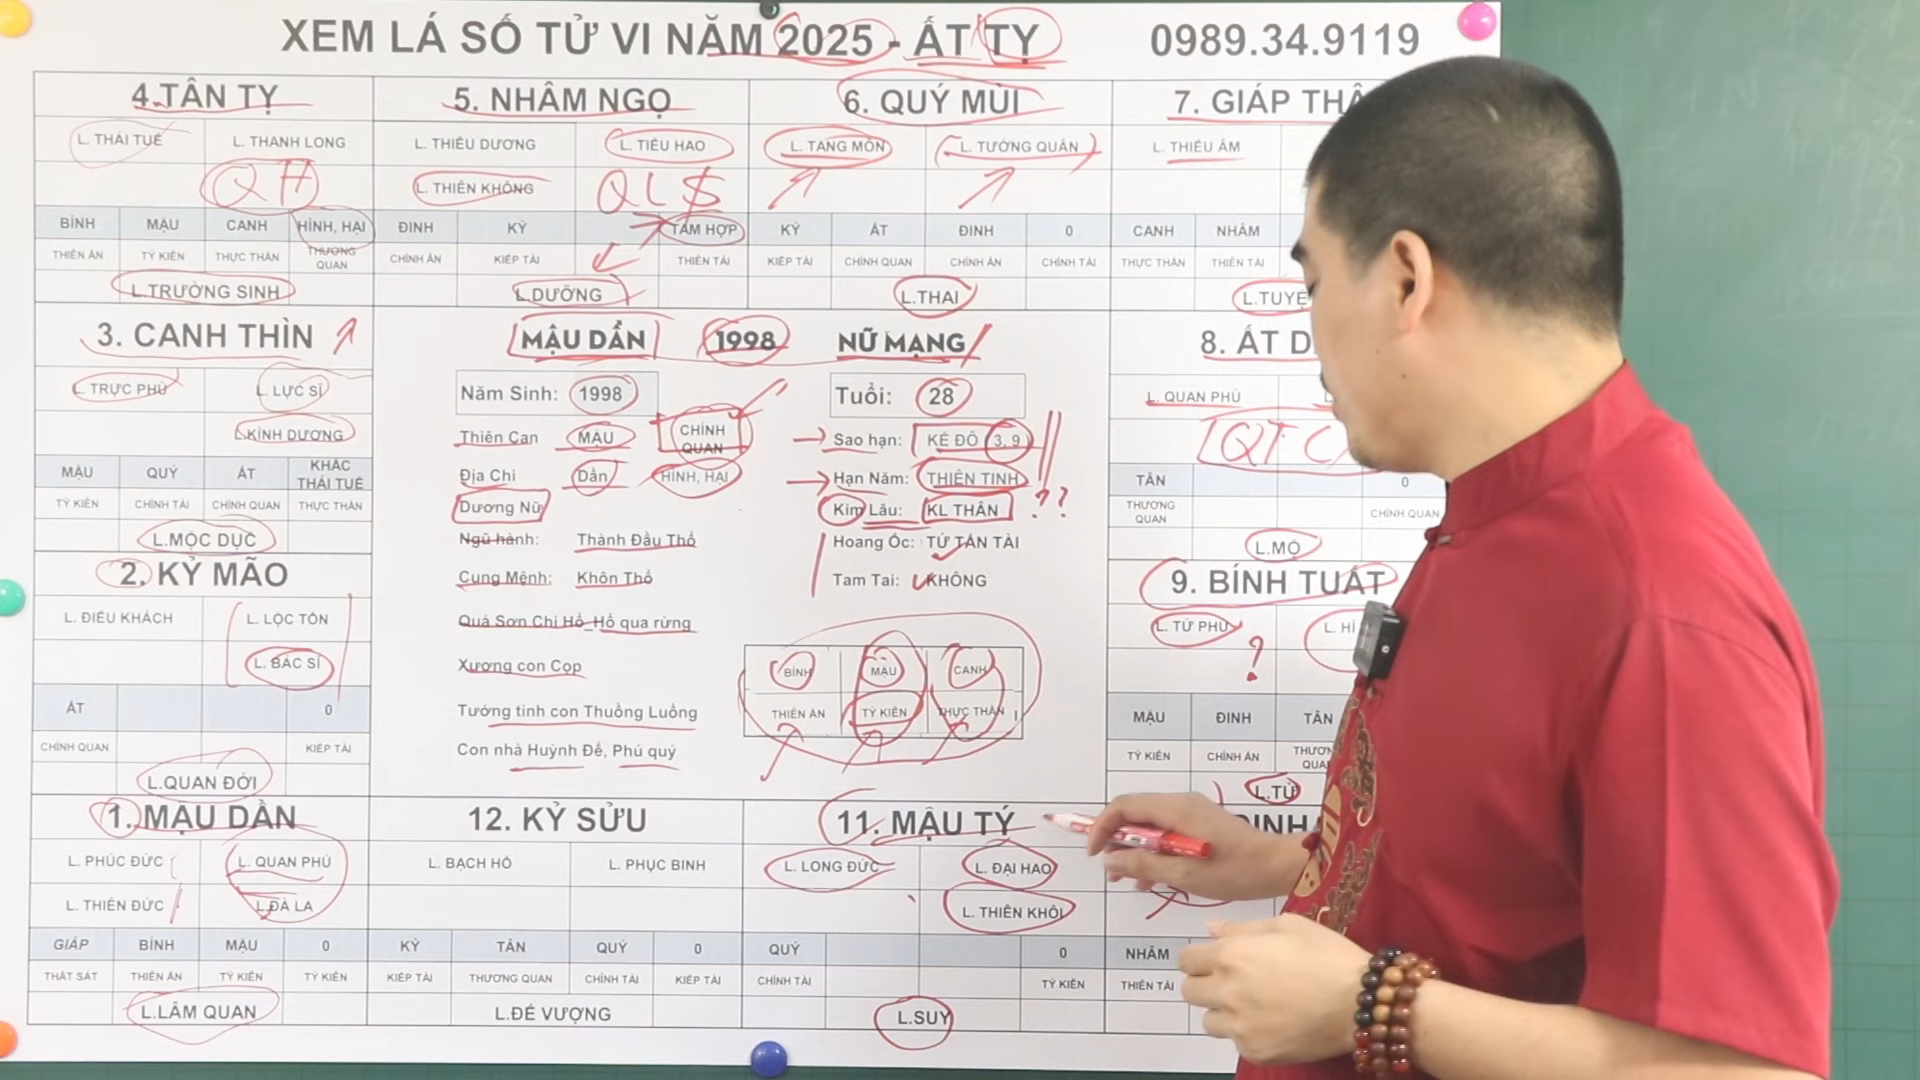 XEM LÁ SỐ TỬ VI NĂM 2025 - ẤT TỴ 0989.34.9119
4.TÂN TỴ
L. THÁI TUẾ L. THANH LONG
QH
BÍNH MẬU CANH HÌNH, HẠI
THIÊN ẤN TỶ KIÊN THỰC THẦN THƯƠNG QUAN
L.TRƯỜNG SINH
5. NHÂM NGỌ
L. THIẾU DƯƠNG L. TIỂU HAO
L. THIÊN KHÔNG QL$
ĐINH KỶ TAM HỢP
CHÍNH ẤN KIẾP TÀI THIÊN TÀI
L.DƯỠNG
6. QUÝ MÙI
L. TANG MÔN L. TƯỚNG QUÂN
KỶ ẤT ĐINH 0
KIẾP TÀI CHÍNH QUAN CHÍNH ẤN CHÍNH TÀI
L.THAI
7. GIÁP
L. THIẾU ÂM
CANH NHÂM
THỰC THẦN THIÊN TÀI
3. CANH THÌN
L. TRỰC PHÙ L. LỰC SĨ
L.KÌNH DƯƠNG
MẬU QUÝ ẤT KHẮC THÁI TUẾ
TỶ KIÊN CHÍNH TÀI CHÍNH QUAN THỰC THẦN
L.MỘC DỤC
MẬU DẦN 1998 NỮ MẠNG
Năm Sinh: 1998 Tuổi: 28
Thiên Can MẬU CHÍNH QUAN Sao hạn: KẾ ĐÔ 3, 9
Địa Chi Dần HÌNH, HẠI Hạn Năm: THIÊN TINH
Dương Nữ Kim Lâu: KL THÂN ??
Ngũ hành: Thành Đầu Thổ Hoang Ốc: TỨ TẤN TÀI
Cung Mệnh: Khôn Thổ Tam Tai: KHÔNG
Quá Sơn Chi Hổ_Hổ qua rừng
Xương con Cọp
Tướng tinh con Thuồng Luồng
Con nhà Huỳnh Đế, Phú quý
BÍNH MẬU CANH
THIÊN ẤN TỶ KIÊN THỰC THẦN
8. ẤT
L. QUAN PHÙ
TÂN 0
THƯƠNG QUAN CHÍNH QUAN
L.MỘ
2. KỶ MÃO
L. ĐIẾU KHÁCH L. LỘC TỒN
L. BÁC SĨ
ẤT 0
CHÍNH QUAN KIẾP TÀI
L.QUAN ĐỚI
9. BÍNH TUẤT
L. TỬ PHÙ
?
MẬU ĐINH TÂN
TỶ KIÊN CHÍNH ẤN
L.TỬ
1. MẬU DẦN
L. PHÚC ĐỨC L. QUAN PHỦ
L. THIÊN ĐỨC L.ĐÀ LA
GIÁP BÍNH MẬU 0
THẤT SÁT THIÊN ẤN TỶ KIÊN TỶ KIÊN
L.LÂM QUAN
12. KỶ SỬU
L. BẠCH HỔ L. PHỤC BINH
KỶ TÂN QUÝ 0
KIẾP TÀI THƯƠNG QUAN CHÍNH TÀI KIẾP TÀI
L.ĐẾ VƯỢNG
11. MẬU TÝ
L. LONG ĐỨC L. ĐẠI HAO
L. THIÊN KHÔI
QUÝ 0
CHÍNH TÀI TỶ KIÊN
L.SUY
NHÂM
THIÊN TÀI